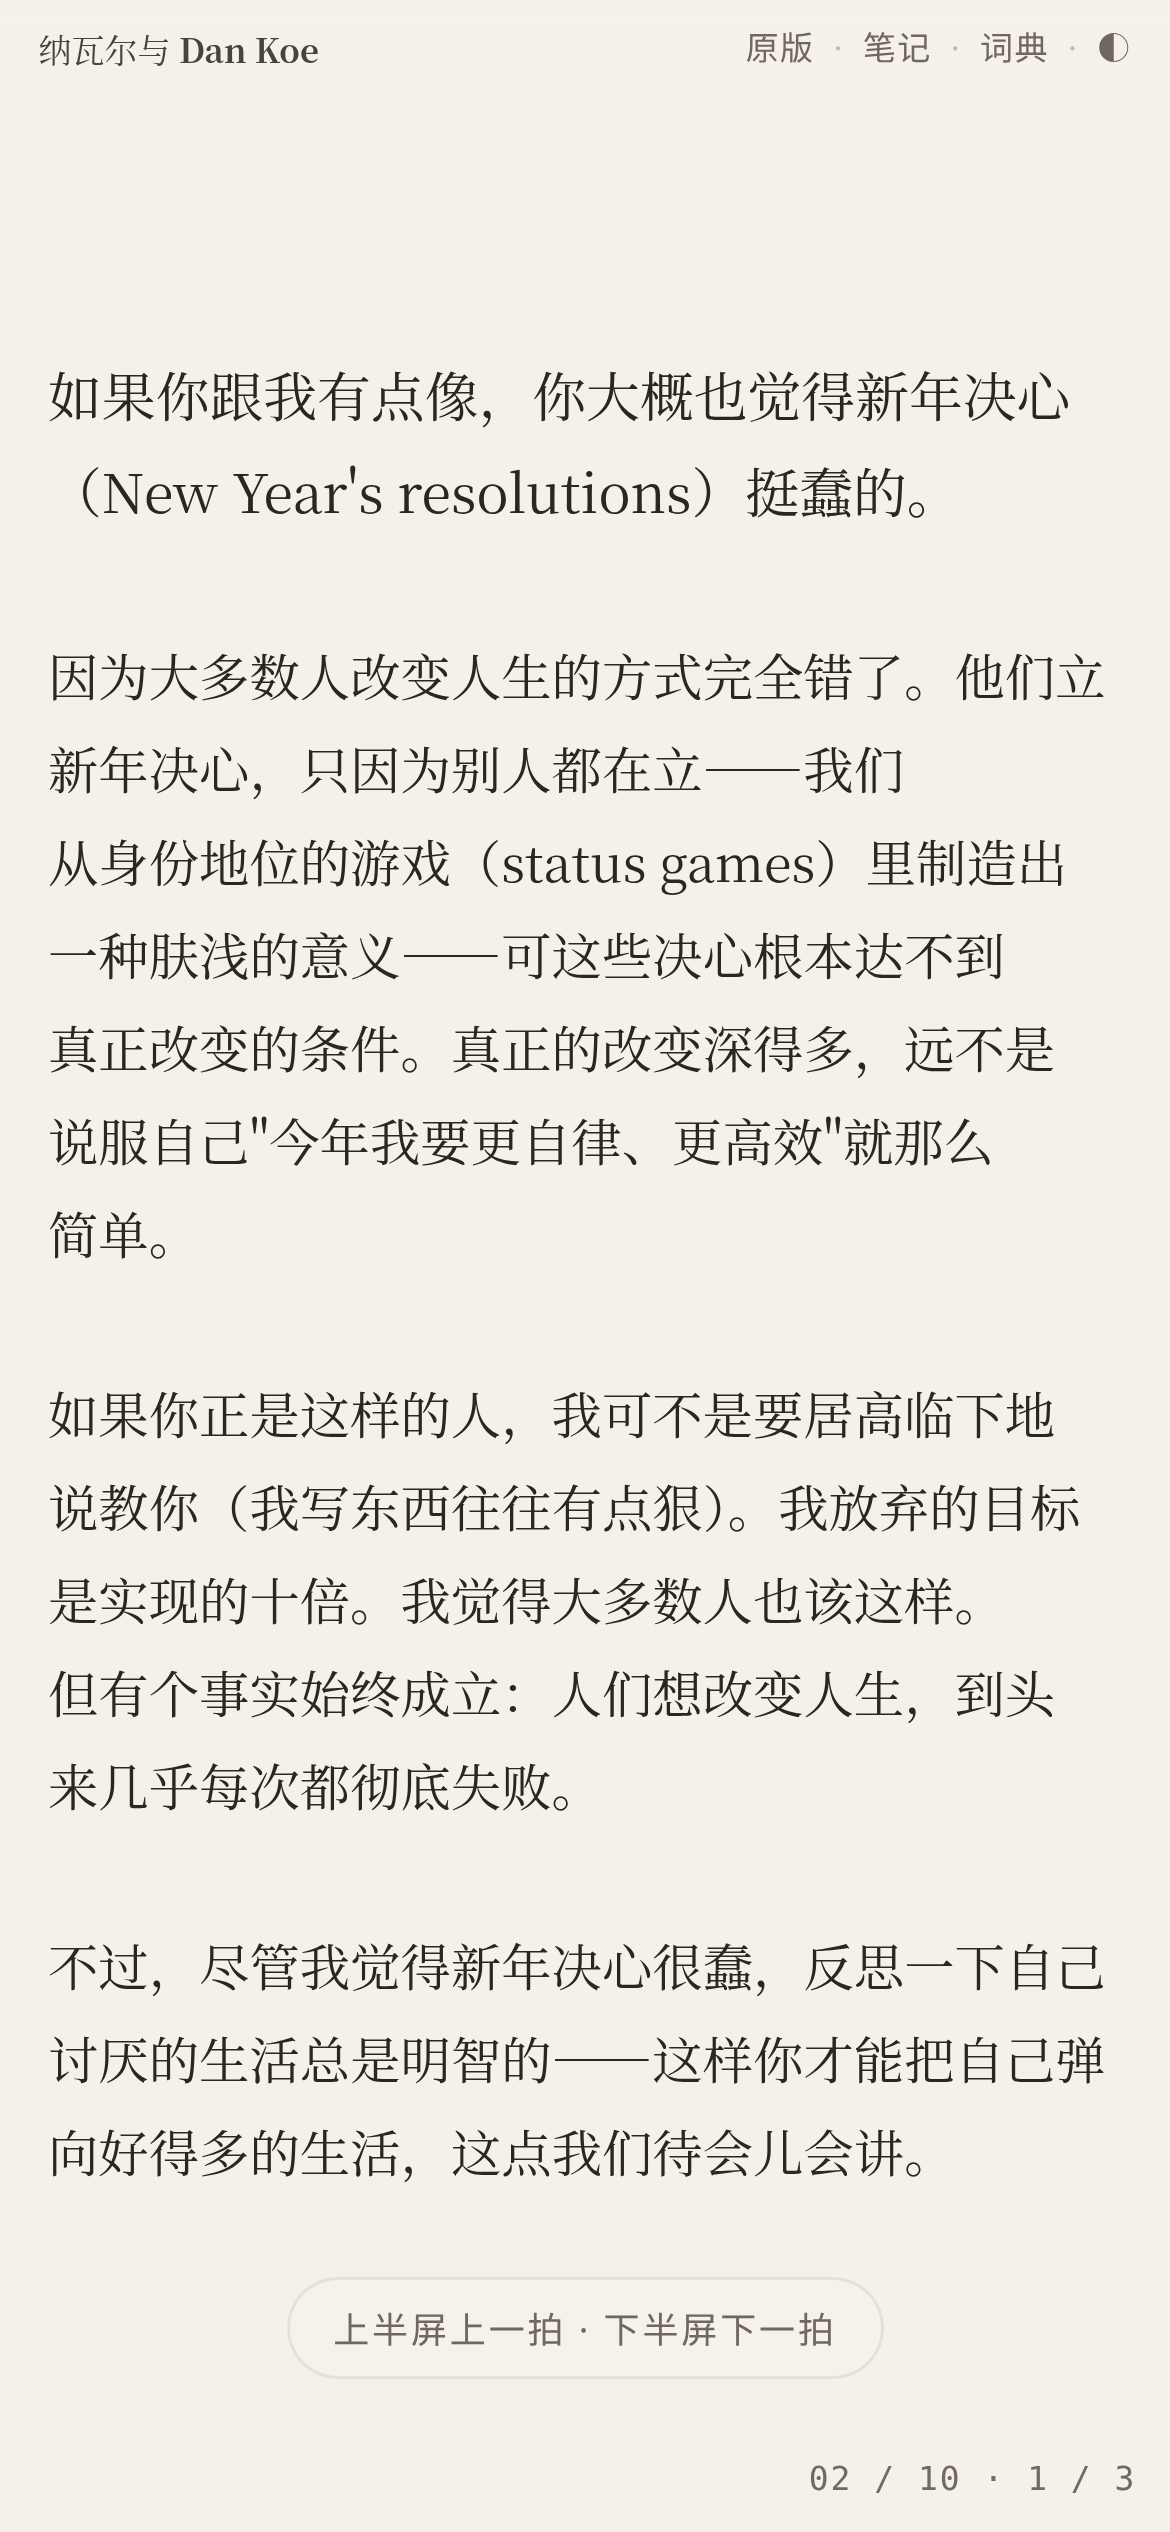 纳瓦尔与 Dan Koe
原版 · 笔记 · 词典 · ◐
如果你跟我有点像，你大概也觉得新年决心
（New Year's resolutions）挺蠢的。
因为大多数人改变人生的方式完全错了。他们立
新年决心，只因为别人都在立——我们
从身份地位的游戏（status games）里制造出
一种肤浅的意义——可这些决心根本达不到
真正改变的条件。真正的改变深得多，远不是
说服自己"今年我要更自律、更高效"就那么
简单。
如果你正是这样的人，我可不是要居高临下地
说教你（我写东西往往有点狠）。我放弃的目标
是实现的十倍。我觉得大多数人也该这样。
但有个事实始终成立：人们想改变人生，到头
来几乎每次都彻底失败。
不过，尽管我觉得新年决心很蠢，反思一下自己
讨厌的生活总是明智的——这样你才能把自己弹
向好得多的生活，这点我们待会儿会讲。
上半屏上一拍 · 下半屏下一拍
02 / 10 · 1 / 3